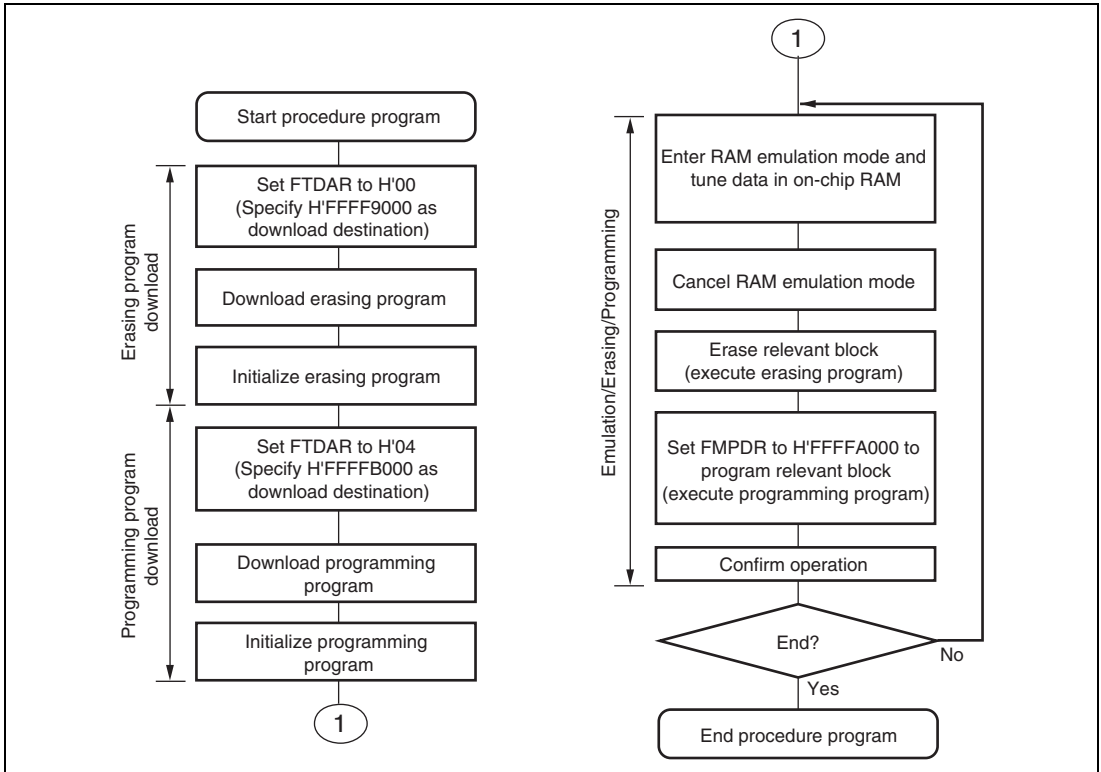 Start procedure program
Erasing program
download
Set FTDAR to H'00
(Specify H'FFFF9000 as
download destination)
Download erasing program
Initialize erasing program
Programming program
download
Set FTDAR to H'04
(Specify H'FFFFB000 as
download destination)
Download programming
program
Initialize programming
program
1
1
Emulation/Erasing/Programming
Enter RAM emulation mode and
tune data in on-chip RAM
Cancel RAM emulation mode
Erase relevant block
(execute erasing program)
Set FMPDR to H'FFFFA000 to
program relevant block
(execute programming program)
Confirm operation
End?
No
Yes
End procedure program